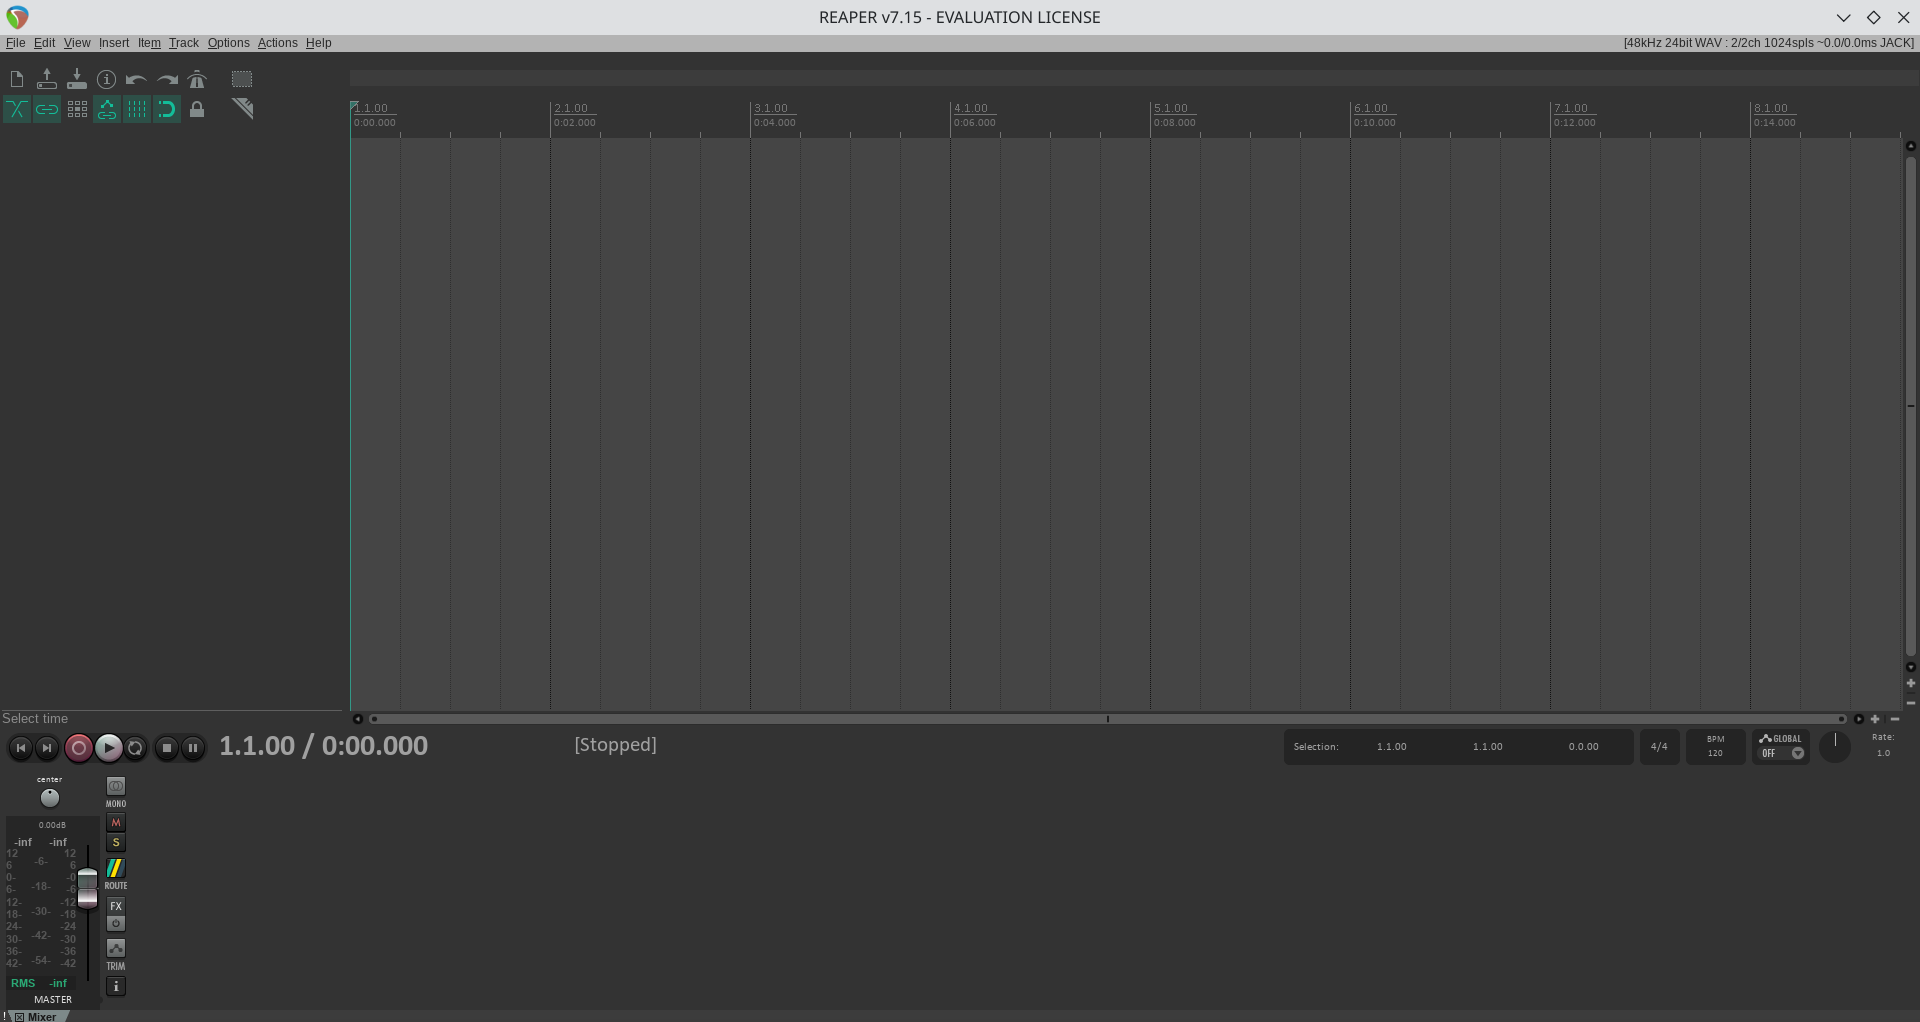 REAPER v7.15 - EVALUATION LICENSE
File Edit View Insert Item Track Options Actions Help
[48kHz 24bit WAV : 2/2ch 1024spls ~0.0/0.0ms JACK]
1.1.00 2.1.00 3.1.00 4.1.00 5.1.00 6.1.00 7.1.00 8.1.00
0:00.000 0:02.000 0:04.000 0:06.000 0:08.000 0:10.000 0:12.000 0:14.000
Select time
1.1.00 / 0:00.000
[Stopped]
Selection: 1.1.00 1.1.00 0.0.00
4/4
BPM
120
GLOBAL
OFF
Rate:
1.0
center
MONO
0.00dB
M
-inf -inf
S
12 12
-6-
6 6
0- -0
-18-
6- -6
ROUTE
12- -12
FX
-30-
18- -18
24- -24
-42-
30- -30
36- -36
-54-
42- -42
TRIM
RMS -inf
i
MASTER
! Mixer